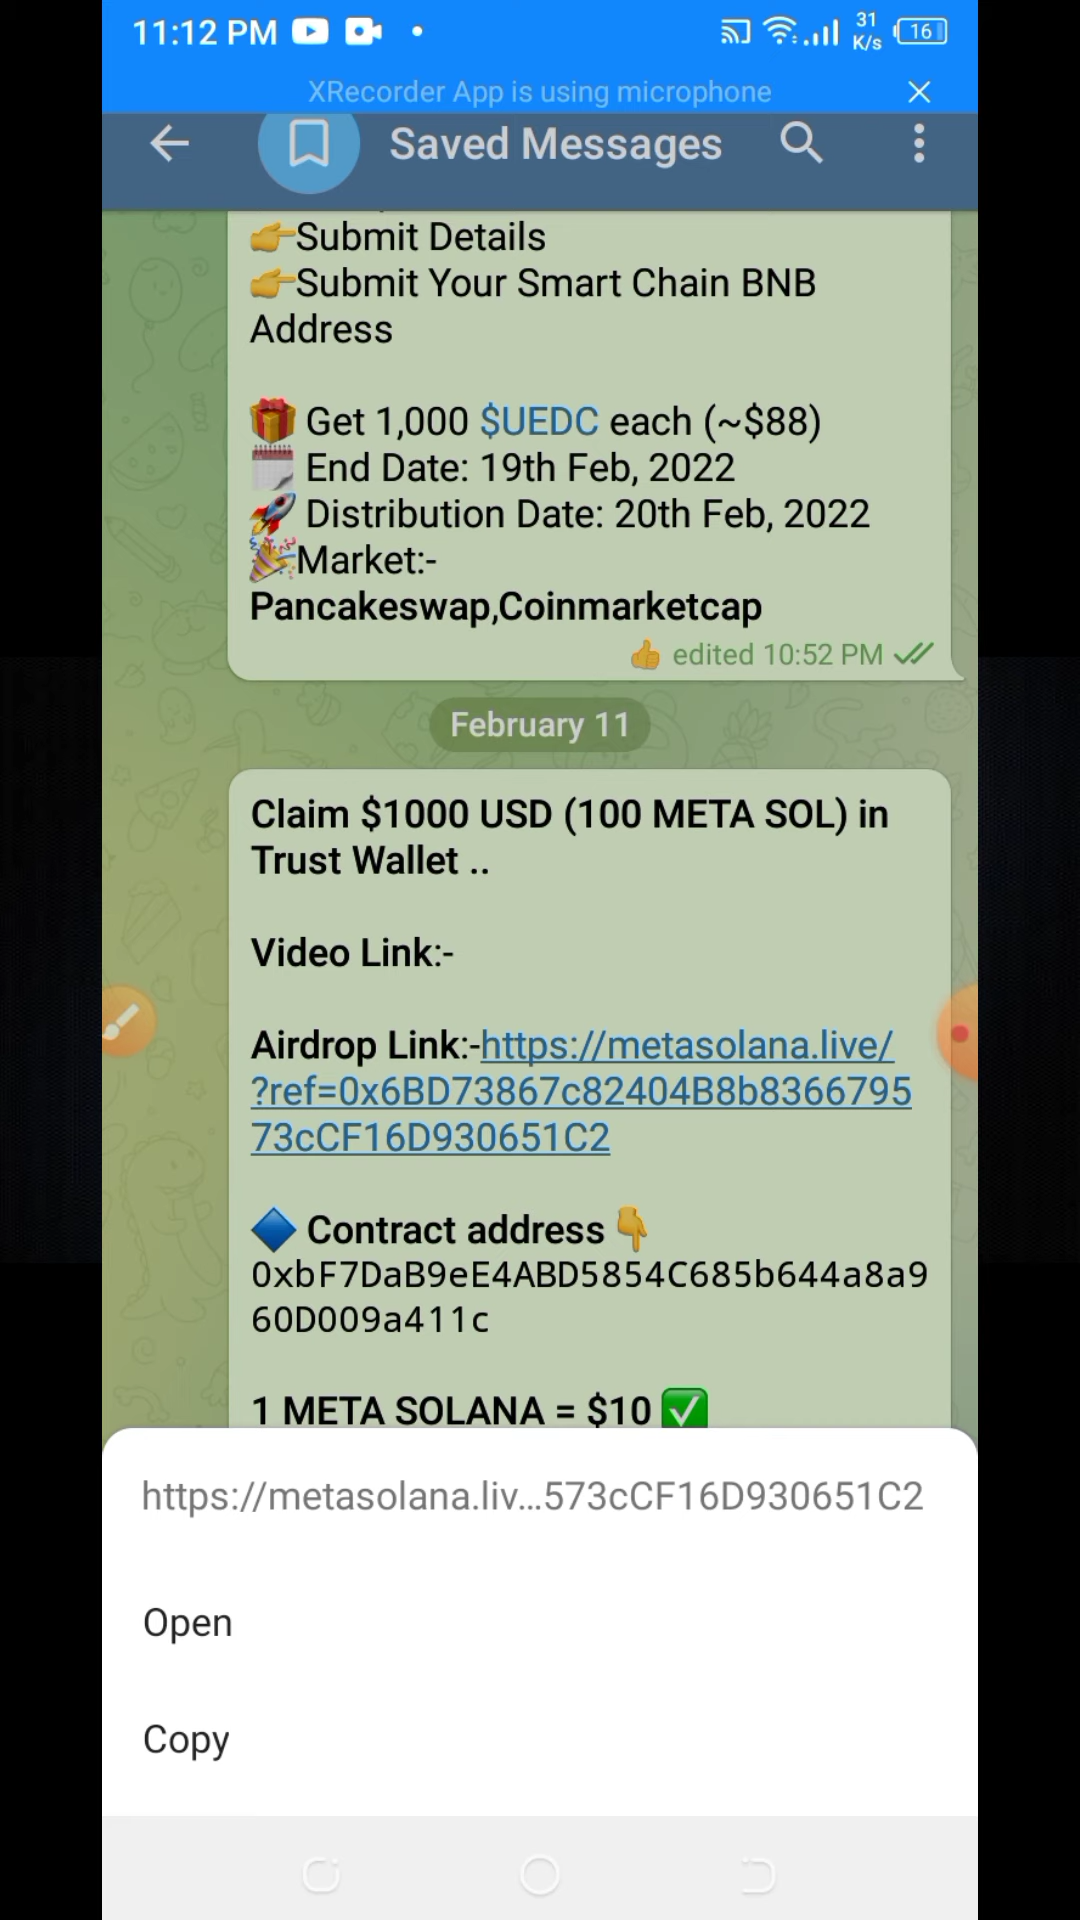 11:12 PM
31
K/s
16
XRecorder App is using microphone
Saved Messages
👉Submit Details
👉Submit Your Smart Chain BNB
Address
🎁 Get 1,000 $UEDC each (~$88)
🗓 End Date: 19th Feb, 2022
🚀 Distribution Date: 20th Feb, 2022
🎉Market:-
Pancakeswap,Coinmarketcap
👍 edited 10:52 PM
February 11
Claim $1000 USD (100 META SOL) in
Trust Wallet ..
Video Link:-
Airdrop Link:-https://metasolana.live/
?ref=0x6BD73867c82404B8b8366795
73cCF16D930651C2
🔷 Contract address 👇
0xbF7DaB9eE4ABD5854C685b644a8a9
60D009a411c
1 META SOLANA = $10 ✅
https://metasolana.liv...573cCF16D930651C2
Open
Copy